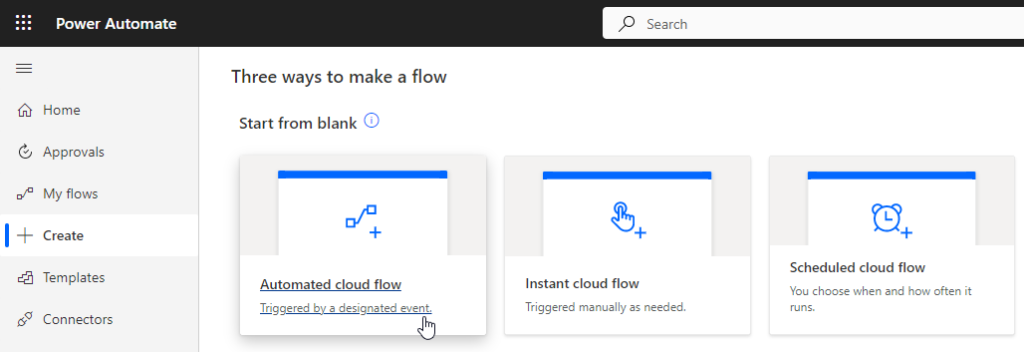 Power Automate
Search
Home
Approvals
My flows
Create
Templates
Connectors
Three ways to make a flow
Start from blank
Automated cloud flow
Triggered by a designated event.
Instant cloud flow
Triggered manually as needed.
Scheduled cloud flow
You choose when and how often it
runs.